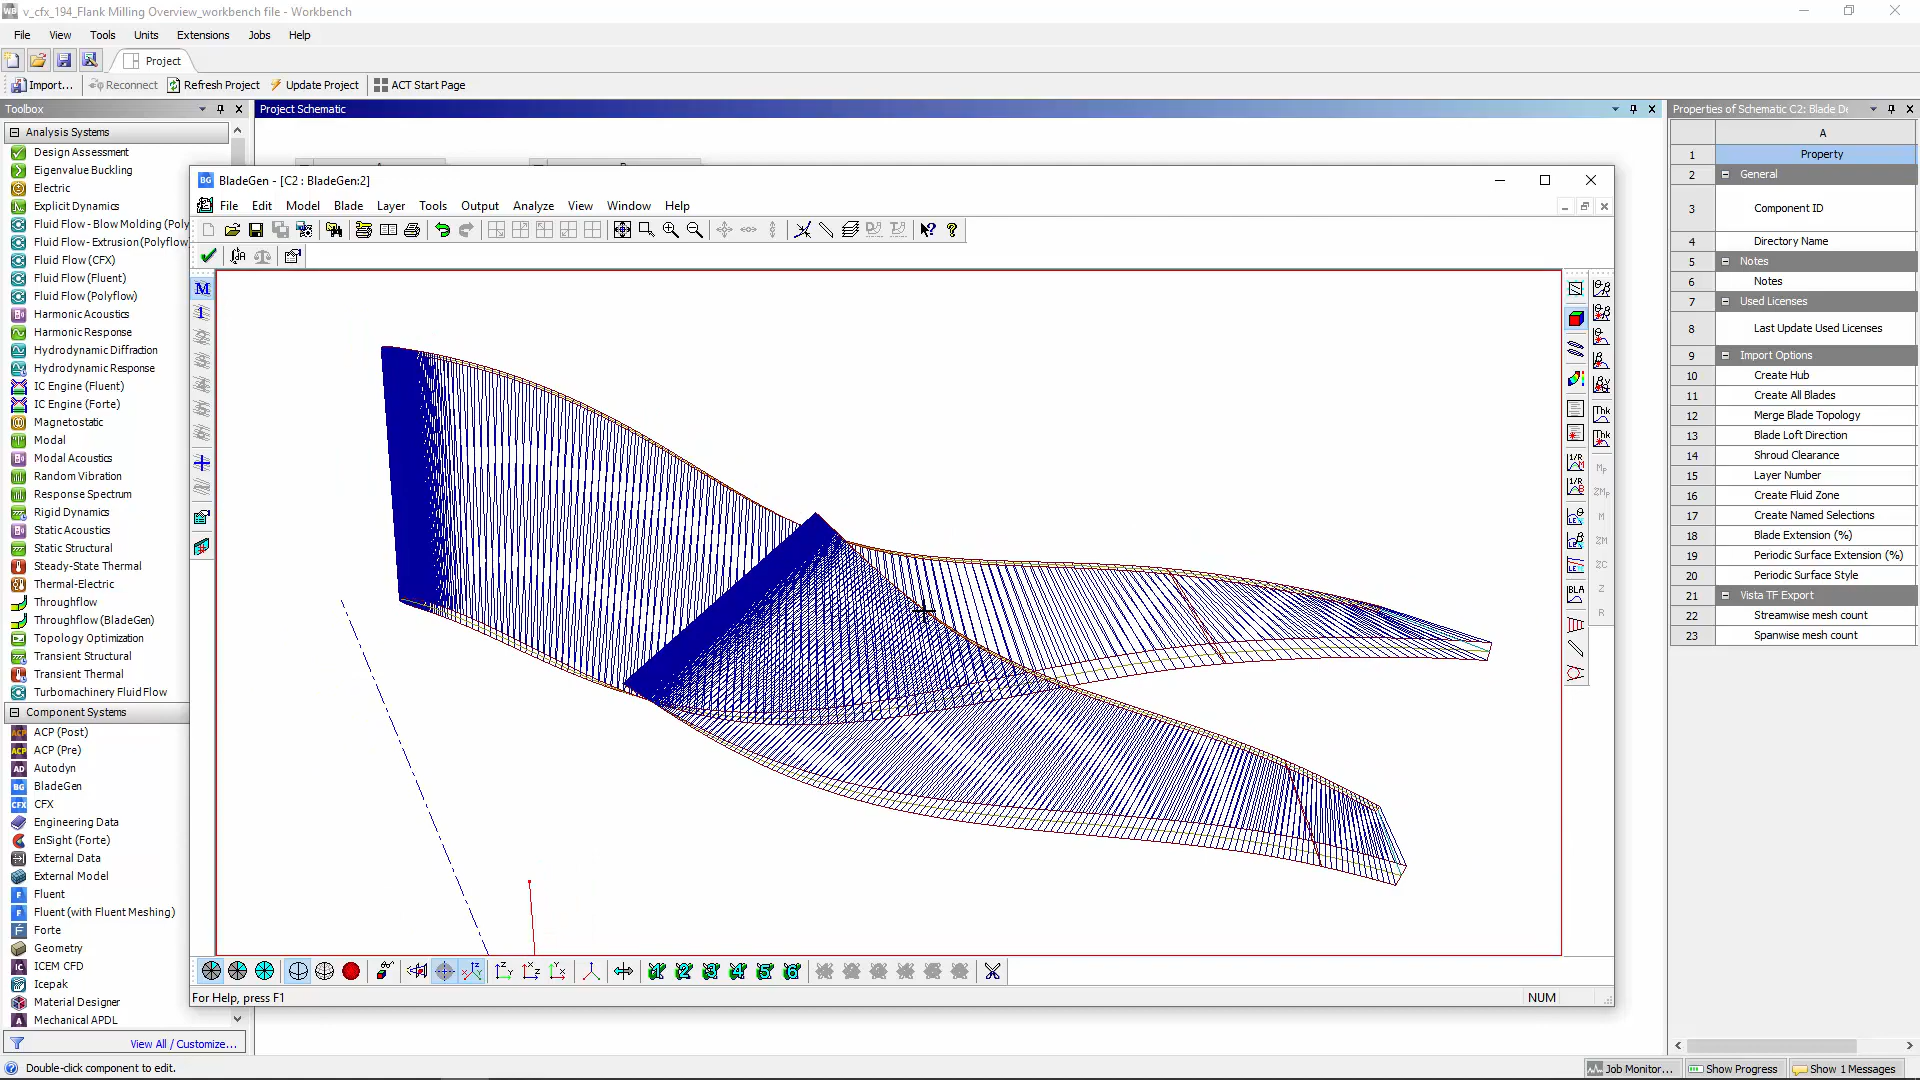 v_cfx_194_Flank Milling Overview_workbench file - Workbench
File View Tools Units Extensions Jobs Help
Project
Import... Reconnect Refresh Project Update Project ACT Start Page
Toolbox
Project Schematic
Properties of Schematic C2: Blade De
Analysis Systems
Design Assessment
Eigenvalue Buckling
Electric
Explicit Dynamics
Fluid Flow - Blow Molding (Poly
Fluid Flow - Extrusion (Polyflow
Fluid Flow (CFX)
Fluid Flow (Fluent)
Fluid Flow (Polyflow)
Harmonic Acoustics
Harmonic Response
Hydrodynamic Diffraction
Hydrodynamic Response
IC Engine (Fluent)
IC Engine (Forte)
Magnetostatic
Modal
Modal Acoustics
Random Vibration
Response Spectrum
Rigid Dynamics
Static Acoustics
Static Structural
Steady-State Thermal
Thermal-Electric
Throughflow
Throughflow (BladeGen)
Topology Optimization
Transient Structural
Transient Thermal
Turbomachinery Fluid Flow
Component Systems
ACP (Post)
ACP (Pre)
Autodyn
BladeGen
CFX
Engineering Data
EnSight (Forte)
External Data
External Model
Fluent
Fluent (with Fluent Meshing)
Forte
Geometry
ICEM CFD
Icepak
Material Designer
Mechanical APDL
View All / Customize...
Double-click component to edit.
BladeGen - [C2 : BladeGen:2]
File Edit Model Blade Layer Tools Output Analyze View Window Help
For Help, press F1
NUM
A
1 Property
2 General
3 Component ID
4 Directory Name
5 Notes
6 Notes
7 Used Licenses
8 Last Update Used Licenses
9 Import Options
10 Create Hub
11 Create All Blades
12 Merge Blade Topology
13 Blade Loft Direction
14 Shroud Clearance
15 Layer Number
16 Create Fluid Zone
17 Create Named Selections
18 Blade Extension (%)
19 Periodic Surface Extension (%)
20 Periodic Surface Style
21 Vista TF Export
22 Streamwise mesh count
23 Spanwise mesh count
Job Monitor... Show Progress Show 1 Messages